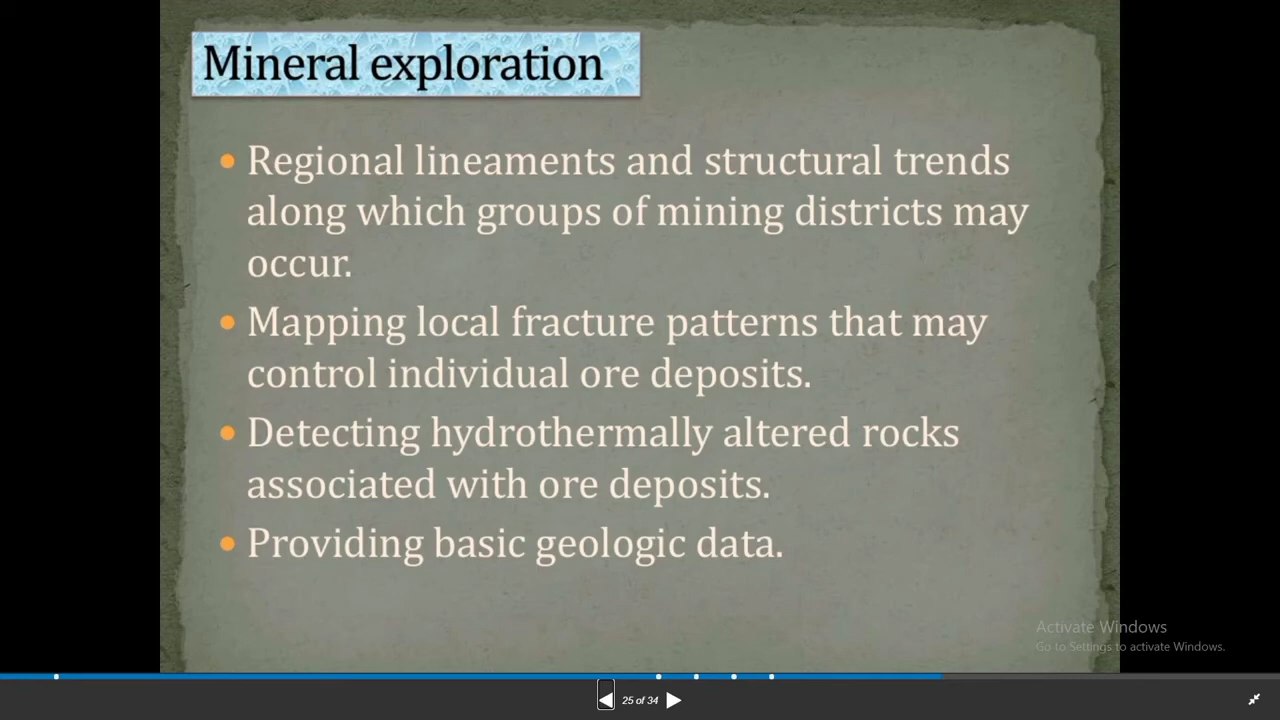 Mineral exploration
• Regional lineaments and structural trends
along which groups of mining districts may
occur.
• Mapping local fracture patterns that may
control individual ore deposits.
• Detecting hydrothermally altered rocks
associated with ore deposits.
• Providing basic geologic data.
Activate Windows
Go to Settings to activate Windows.
25 of 34